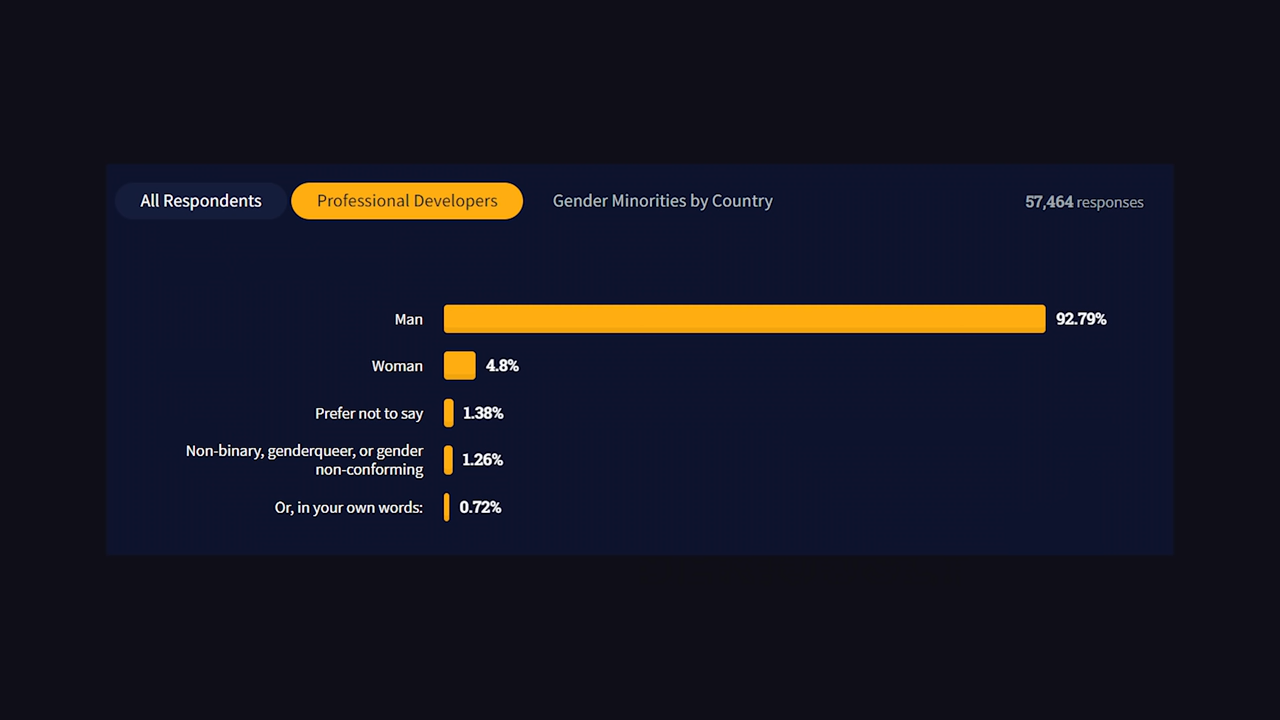 All Respondents
Professional Developers
Gender Minorities by Country
57,464 responses
Man
92.79%
Woman
4.8%
Prefer not to say
1.38%
Non-binary, genderqueer, or gender
non-conforming
1.26%
Or, in your own words:
0.72%